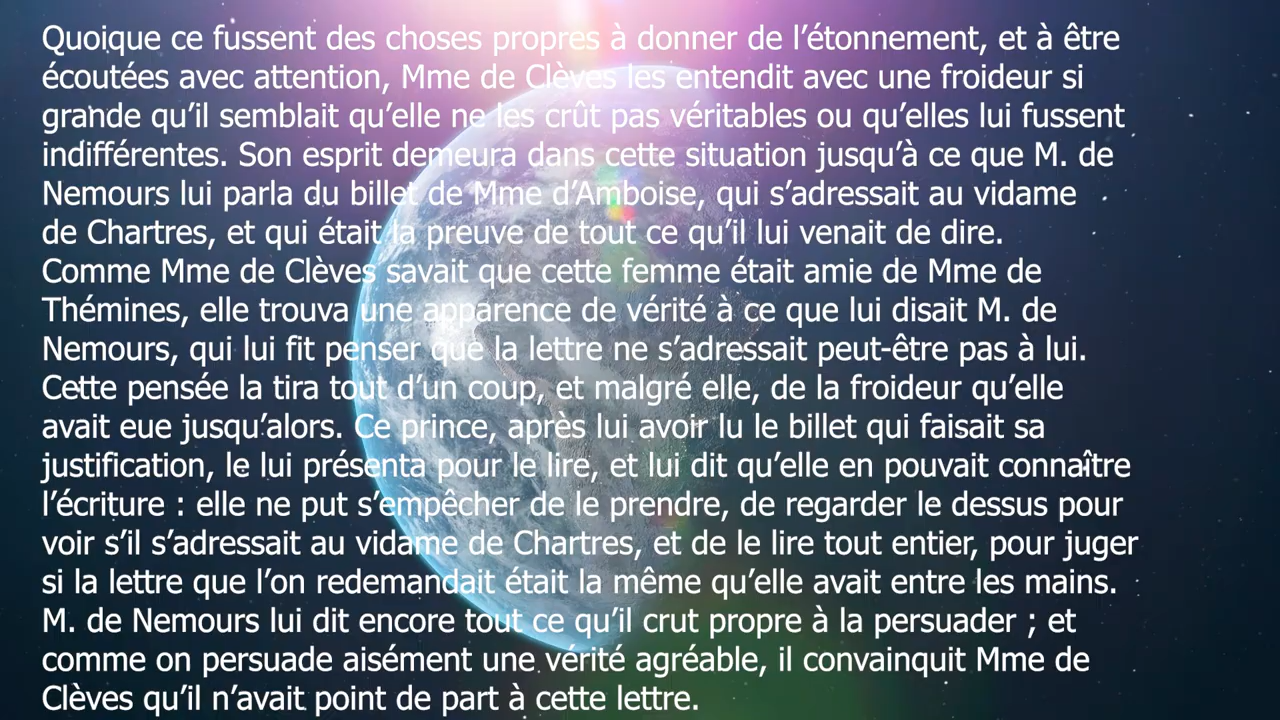 Quoique ce fussent des choses propres à donner de l’étonnement, et à être
écoutées avec attention, Mme de Clèves les entendit avec une froideur si
grande qu’il semblait qu’elle ne les crût pas véritables ou qu’elles lui fussent
indifférentes. Son esprit demeura dans cette situation jusqu’à ce que M. de
Nemours lui parla du billet de Mme d’Amboise, qui s’adressait au vidame
de Chartres, et qui était la preuve de tout ce qu’il lui venait de dire.
Comme Mme de Clèves savait que cette femme était amie de Mme de
Thémines, elle trouva une apparence de vérité à ce que lui disait M. de
Nemours, qui lui fit penser que la lettre ne s’adressait peut-être pas à lui.
Cette pensée la tira tout d’un coup, et malgré elle, de la froideur qu’elle
avait eue jusqu’alors. Ce prince, après lui avoir lu le billet qui faisait sa
justification, le lui présenta pour le lire, et lui dit qu’elle en pouvait connaître
l’écriture : elle ne put s’empêcher de le prendre, de regarder le dessus pour
voir s’il s’adressait au vidame de Chartres, et de le lire tout entier, pour juger
si la lettre que l’on redemandait était la même qu’elle avait entre les mains.
M. de Nemours lui dit encore tout ce qu’il crut propre à la persuader ; et
comme on persuade aisément une vérité agréable, il convainquit Mme de
Clèves qu’il n’avait point de part à cette lettre.